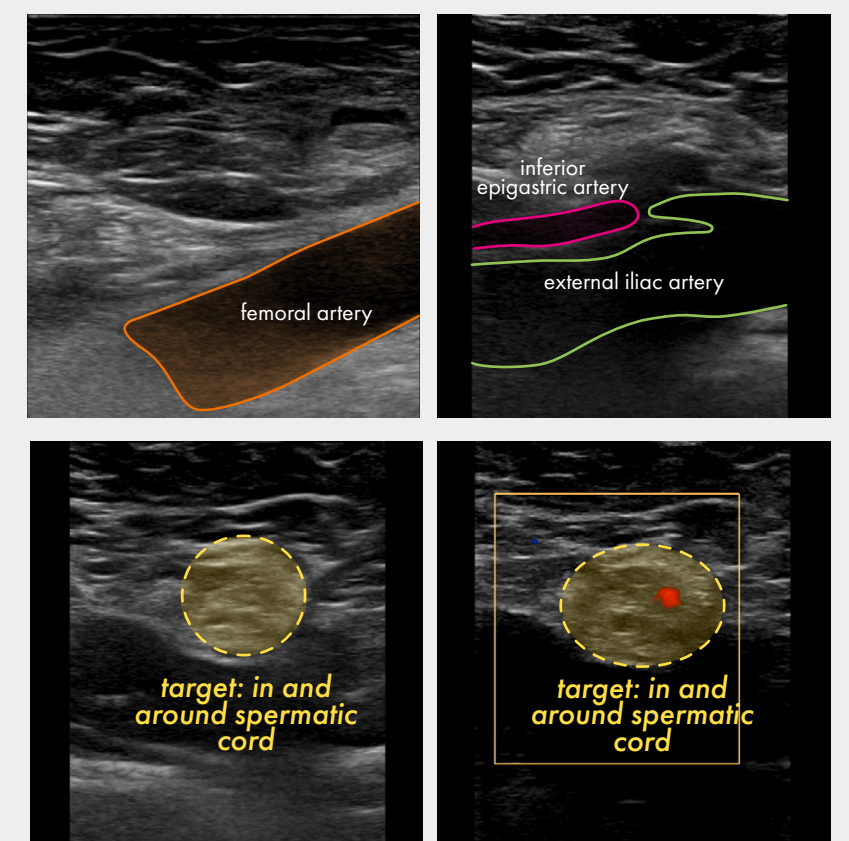 femoral artery
inferior
epigastric artery
external iliac artery
target: in and
around spermatic
cord
target: in and
around spermatic
cord